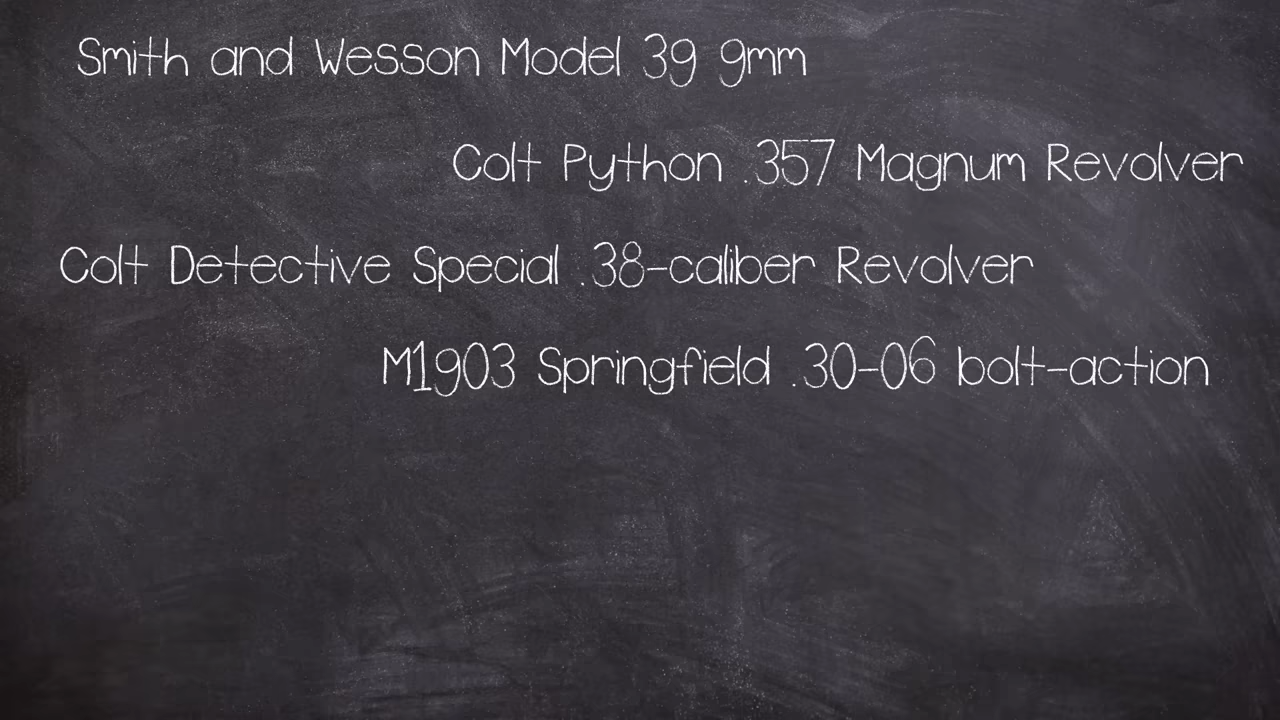 Smith and Wesson Model 39 9mm
Colt Python .357 Magnum Revolver
Colt Detective Special .38-caliber Revolver
M1903 Springfield .30-06 bolt-action